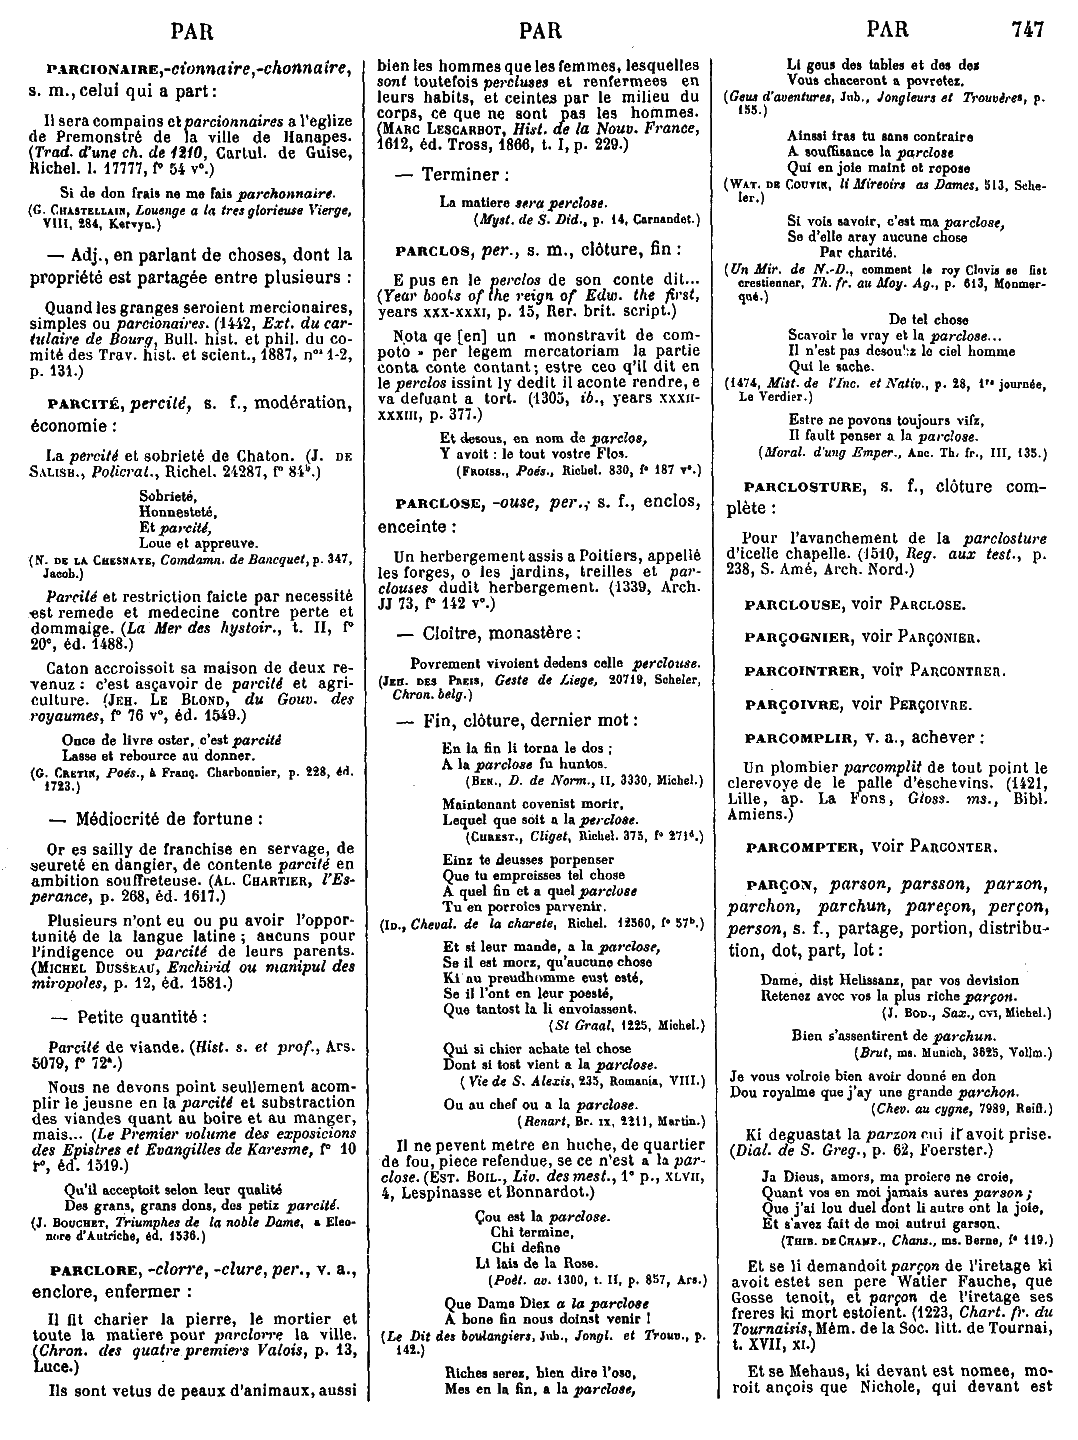 PAR
PAR
PAR 747
PARCIONAIRE, -cionnaire, -chonnaire,
s. m., celui qui a part :
Il sera compains et parcionnaires a l'eglize
de Premonstré de la ville de Hanapes.
(Trad. d'une ch. de 1210, Cartul. de Guise,
Richel. l. 17777, f° 54 v°.)
Si de don frais ne me fais parchonnaire.
(G. CHASTELLAIN, Louenge a la tres glorieuse Vierge,
VIII, 284, Kervyn.)
— Adj., en parlant de choses, dont la
propriété est partagée entre plusieurs :
Quand les granges seroient mercionaires,
simples ou parcionaires. (1442, Ext. du car-
tulaire de Bourg, Bull. hist. et phil. du co-
mité des Trav. hist. et scient., 1887, nos 1-2,
p. 131.)
PARCITÉ, percité, s. f., modération,
économie :
La percité et sobrieté de Chaton. (J. DE
SALISB., Policrat., Richel. 24287, f° 84b.)
Sobrieté,
Honnesteté,
Et parcité,
Loue et appreuve.
(N. DE LA CHESNAYE, Comdamn. de Bancquet, p. 347,
Jacob.)
Parcité et restriction faicte par necessité
est remede et medecine contre perte et
dommaige. (La Mer des hystoir., t. II, f°
20c, éd. 1488.)
Caton accroissoit sa maison de deux re-
venuz : c'est asçavoir de parcité et agri-
culture. (JEH. LE BLOND, du Gouv. des
royaumes, f° 76 v°, éd. 1549.)
Once de livre oster, c'est parcité
Lasse et rebource au donner.
(G. CRETIN, Poés., à Franç. Charbonnier, p. 228, éd.
1723.)
— Médiocrité de fortune :
Or es sailly de franchise en servage, de
seureté en dangier, de contente parcité en
ambition souffreteuse. (AL. CHARTIER, l'Es-
perance, p. 268, éd. 1617.)
Plusieurs n'ont eu ou pu avoir l'oppor-
tunité de la langue latine ; aucuns pour
l'indigence ou parcité de leurs parents.
(MICHEL DUSSEAU, Enchirid ou manipul des
miropoles, p. 12, éd. 1581.)
— Petite quantité :
Parcité de viande. (Hist. s. et prof., Ars.
5079, f° 72a.)
Nous ne devons point seullement acom-
plir le jeusne en la parcité et substraction
des viandes quant au boire et au manger,
mais... (Le Premier volume des exposicions
des Epistres et Evangilles de Karesme, f° 10
r°, éd. 1519.)
Qu'il acceptoit selon leur qualité
Des grans, grans dons, des petiz parcité.
(J. BOUCHET, Triumphes de la noble Dame, a Eleo-
nore d'Autriche, éd. 1536.)
PARCLORE, -clorre, -clure, per., v. a.,
enclore, enfermer :
Il fit charier la pierre, le mortier et
toute la matiere pour parclorre la ville.
(Chron. des quatre premiers Valois, p. 13,
Luce.)
Ils sont vetus de peaux d'animaux, aussi
bien les hommes que les femmes, lesquelles
sont toutefois percluses et renfermees en
leurs habits, et ceintes par le milieu du
corps, ce que ne sont pas les hommes.
(MARC LESCARBOT, Hist. de la Nouv. France,
1612, éd. Tross, 1866, t. I, p. 229.)
— Terminer :
La matiere sera perclose.
(Myst. de S. Did., p. 14, Carnandet.)
PARCLOS, per., s. m., clôture, fin :
E pus en le perclos de son conte dit...
(Year books of the reign of Edw. the first,
years XXX-XXXI, p. 15, Rer. brit. script.)
Nota qe [en] un « monstravit de com-
poto » per legem mercatoriam la partie
conta conte contant ; estre ceo q'il dit en
le perclos issint ly dedit il aconte rendre, e
va defuant a tort. (1305, ib., years XXXII-
XXXIII, p. 377.)
Et desous, en nom de parclos,
Y avoit : le tout vostre Flos.
(FROISS., Poés., Richel. 830, f° 187 v°.)
PARCLOSE, -ouse, per., s. f., enclos,
enceinte :
Un herbergement assis a Poitiers, appellé
les forges, o les jardins, treilles et par-
clouses dudit herbergement. (1339, Arch.
JJ 73, f° 142 v°.)
— Cloître, monastère :
Povrement vivoient dedens celle perclouse.
(JEH. DES PREIS, Geste de Liege, 20719, Scheler,
Chron. belg.)
— Fin, clôture, dernier mot :
En la fin li torna le dos ;
A la parclose fu huntos.
(BEN., D. de Norm., II, 3330, Michel.)
Maintenant covenist morir,
Lequel que soit a la perclose.
(CHREST., Cliget, Richel. 375, f° 271d.)
Einz te deusses porpenser
Que tu empreisses tel chose
A quel fin et a quel parclose
Tu en porroies parvenir.
(ID., Cheval. de la charete, Richel. 12560, f° 57b.)
Et si leur mande, a la parclose,
Se il est morz, qu'aucune chose
Ki au preudhomme eust esté,
Se il l'ont en leur poesté,
Que tantost la li envoiassent.
(St Graal, 1225, Michel.)
Qui si chier achate tel chose
Dont si tost vient a la parclose.
(Vie de S. Alexis, 235, Romania, VIII.)
Ou au chef ou a la parclose.
(Renart, Br. IX, 2211, Martin.)
Il ne pevent metre en huche, de quartier
de fou, piece refendue, se ce n'est a la par-
close. (EST. BOIL., Liv. des mest., 1e p., XLVII,
4, Lespinasse et Bonnardot.)
Çou est la parclose.
Chi termine,
Chi define
Li lais de la Rose.
(Poët. av. 1300, t. II, p. 857, Ars.)
Que Dame Diex a la parclose
A bone fin nous doinst venir !
(Le Dit des boulangiers, Jub., Jongl. et Trouv., p.
142.)
Riches serez, bien dire l'oso,
Mes en la fin, a la parclose,
Li geus des tables et des dez
Vous chaceront a povretez.
(Geus d'aventures, Jub., Jongleurs et Trouvères, p.
155.)
Ainssi iras tu sans contraire
A souffisance la parclose
Qui en joie maint et repose
(WAT. DE COUVIN, li Mireoirs as Dames, 513, Sche-
ler.)
Si vois savoir, c'est ma parclose,
Se d'elle aray aucune chose
Par charité.
(Un Mir. de N.-D., comment le roy Clovis se fist
crestienner, Th. fr. au Moy. Ag., p. 613, Monmer-
qué.)
De tel chose
Scavoir le vray et la parclose...
Il n'est pas desoubz le ciel homme
Qui le sache.
(1474, Mist. de l'Inc. et Nativ., p. 28, 1re journée,
Le Verdier.)
Estre ne povons toujours vifz,
Il fault penser a la parclose.
(Moral. d'ung Emper., Anc. Th. fr., III, 135.)
PARCLOSTURE, s. f., clôture com-
plète :
Pour l'avanchement de la parclosture
d'icelle chapelle. (1510, Reg. aux test., p.
238, S. Amé, Arch. Nord.)
PARCLOUSE, voir PARCLOSE.
PARÇOGNIER, voir PARÇONIER.
PARCOINTRER, voir PARCONTRER.
PARÇOIVRE, voir PERÇOIVRE.
PARCOMPLIR, v. a., achever :
Un plombier parcomplit de tout point le
clerevoye de le palle d'eschevins. (1421,
Lille, ap. La Fons, Gloss. ms., Bibl.
Amiens.)
PARCOMPTER, voir PARCONTER.
PARÇON, parson, parsson, parzon,
parchon, parchun, pareçon, perçon,
person, s. f., partage, portion, distribu-
tion, dot, part, lot :
Dame, dist Helissanz, par vos devision
Retenez avec vos la plus riche parçon.
(J. BOD., Sax., CVI, Michel.)
Bien s'assentirent de parchun.
(Brut, ms. Munich, 3625, Vollm.)
Je vous volroie bien avoir donné en don
Dou royalme que j'ay une grande parchon.
(Chev. au cygne, 7989, Reiff.)
Ki deguastat la parzon cui il avoit prise.
(Dial. de S. Greg., p. 62, Foerster.)
Ja Dieus, amors, ma proiere ne croie,
Quant vos en moi jamais aures parson ;
Que j'ai lou duel dont li autre ont la joie,
Et s'avez fait de moi autrui garson.
(THIB. DE CHAMP., Chans., ms. Berne, f° 119.)
Et se li demandoit parçon de l'iretage ki
avoit estet sen pere Watier Fauche, que
Gosse tenoit, et parçon de l'iretage ses
freres ki mort estoient. (1223, Chart. fr. du
Tournaisis, Mém. de la Soc. litt. de Tournai,
t. XVII, XI.)
Et se Mehaus, ki devant est nomee, mo-
roit ançois que Nichole, qui devant est